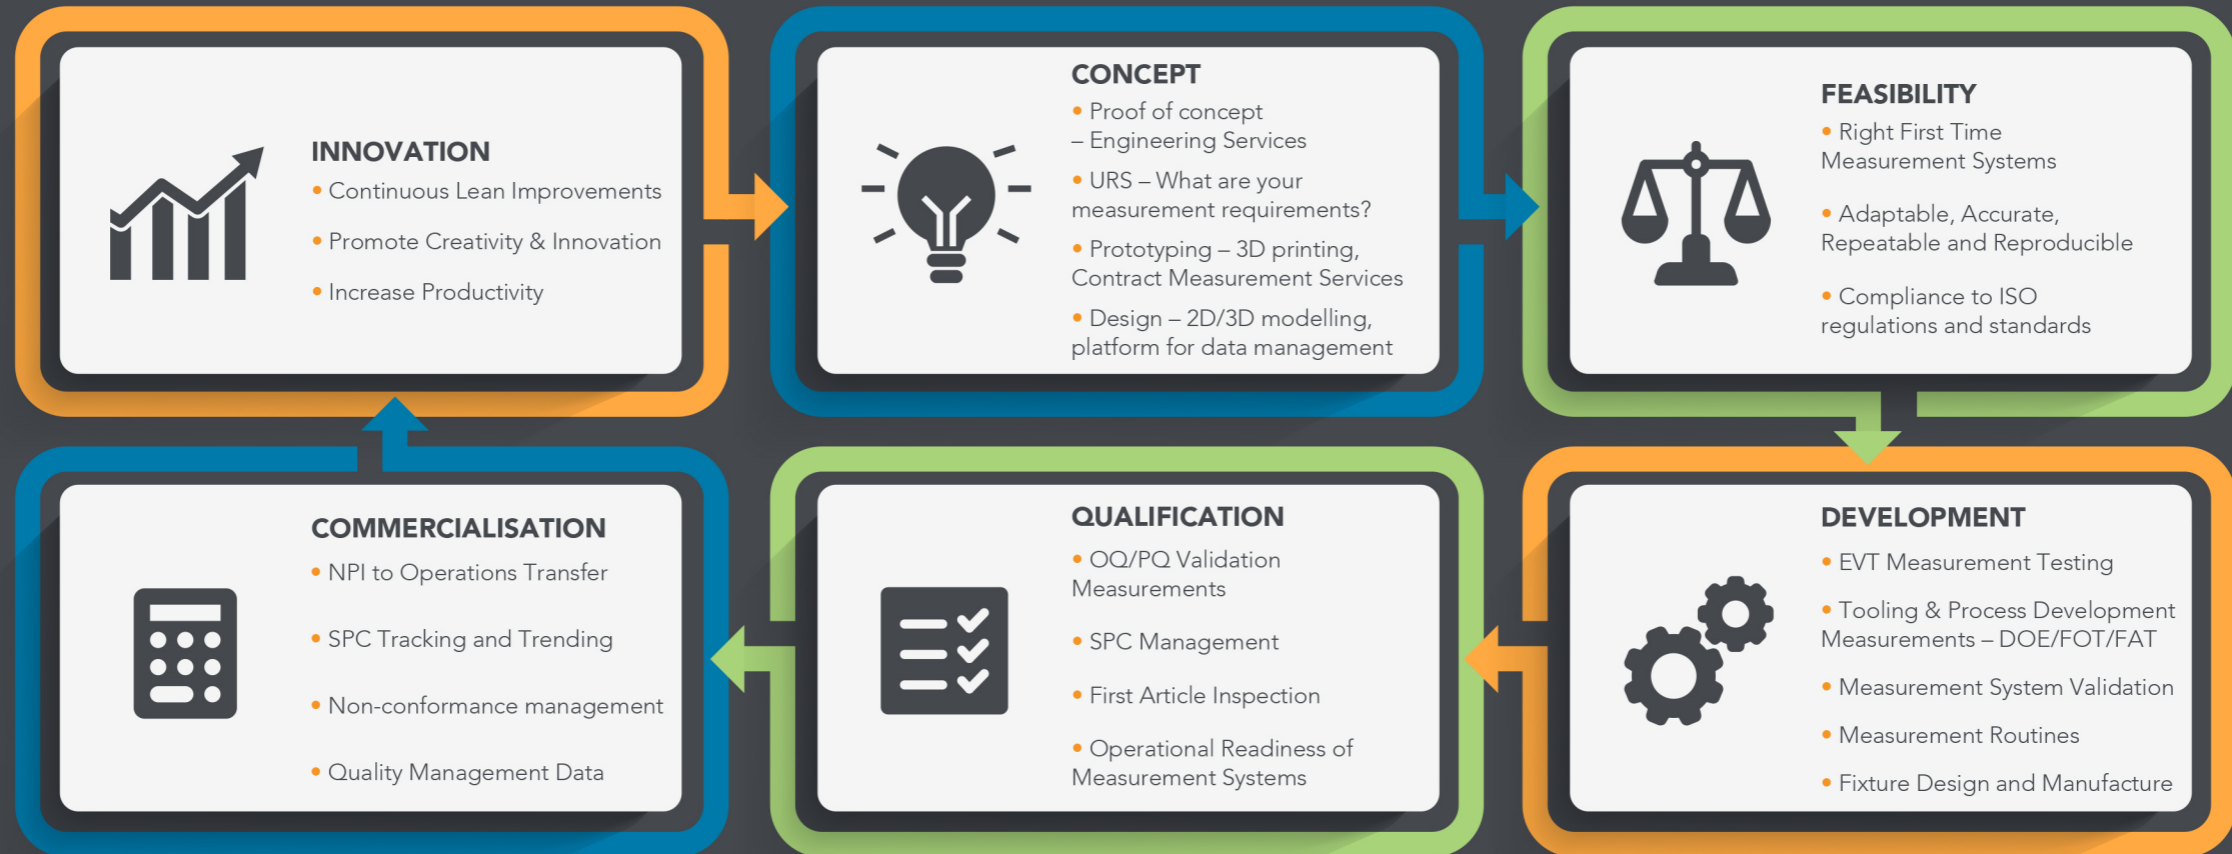 INNOVATION
• Continuous Lean Improvements
• Promote Creativity & Innovation
• Increase Productivity
CONCEPT
• Proof of concept
– Engineering Services
• URS – What are your
measurement requirements?
• Prototyping – 3D printing,
Contract Measurement Services
• Design – 2D/3D modelling,
platform for data management
FEASIBILITY
• Right First Time
Measurement Systems
• Adaptable, Accurate,
Repeatable and Reproducible
• Compliance to ISO
regulations and standards
COMMERCIALISATION
• NPI to Operations Transfer
• SPC Tracking and Trending
• Non-conformance management
• Quality Management Data
QUALIFICATION
• OQ/PQ Validation
Measurements
• SPC Management
• First Article Inspection
• Operational Readiness of
Measurement Systems
DEVELOPMENT
• EVT Measurement Testing
• Tooling & Process Development
Measurements – DOE/FOT/FAT
• Measurement System Validation
• Measurement Routines
• Fixture Design and Manufacture